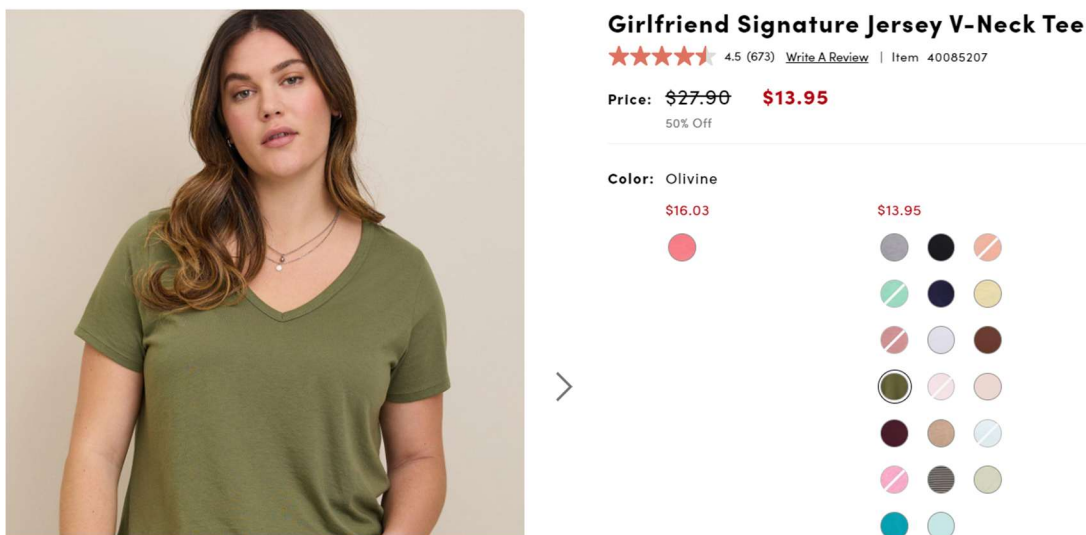 Girlfriend Signature Jersey V-Neck Tee
4.5 (673) Write A Review | Item 40085207
Price: $27.90 $13.95
50% Off
Color: Olivine
$16.03 $13.95